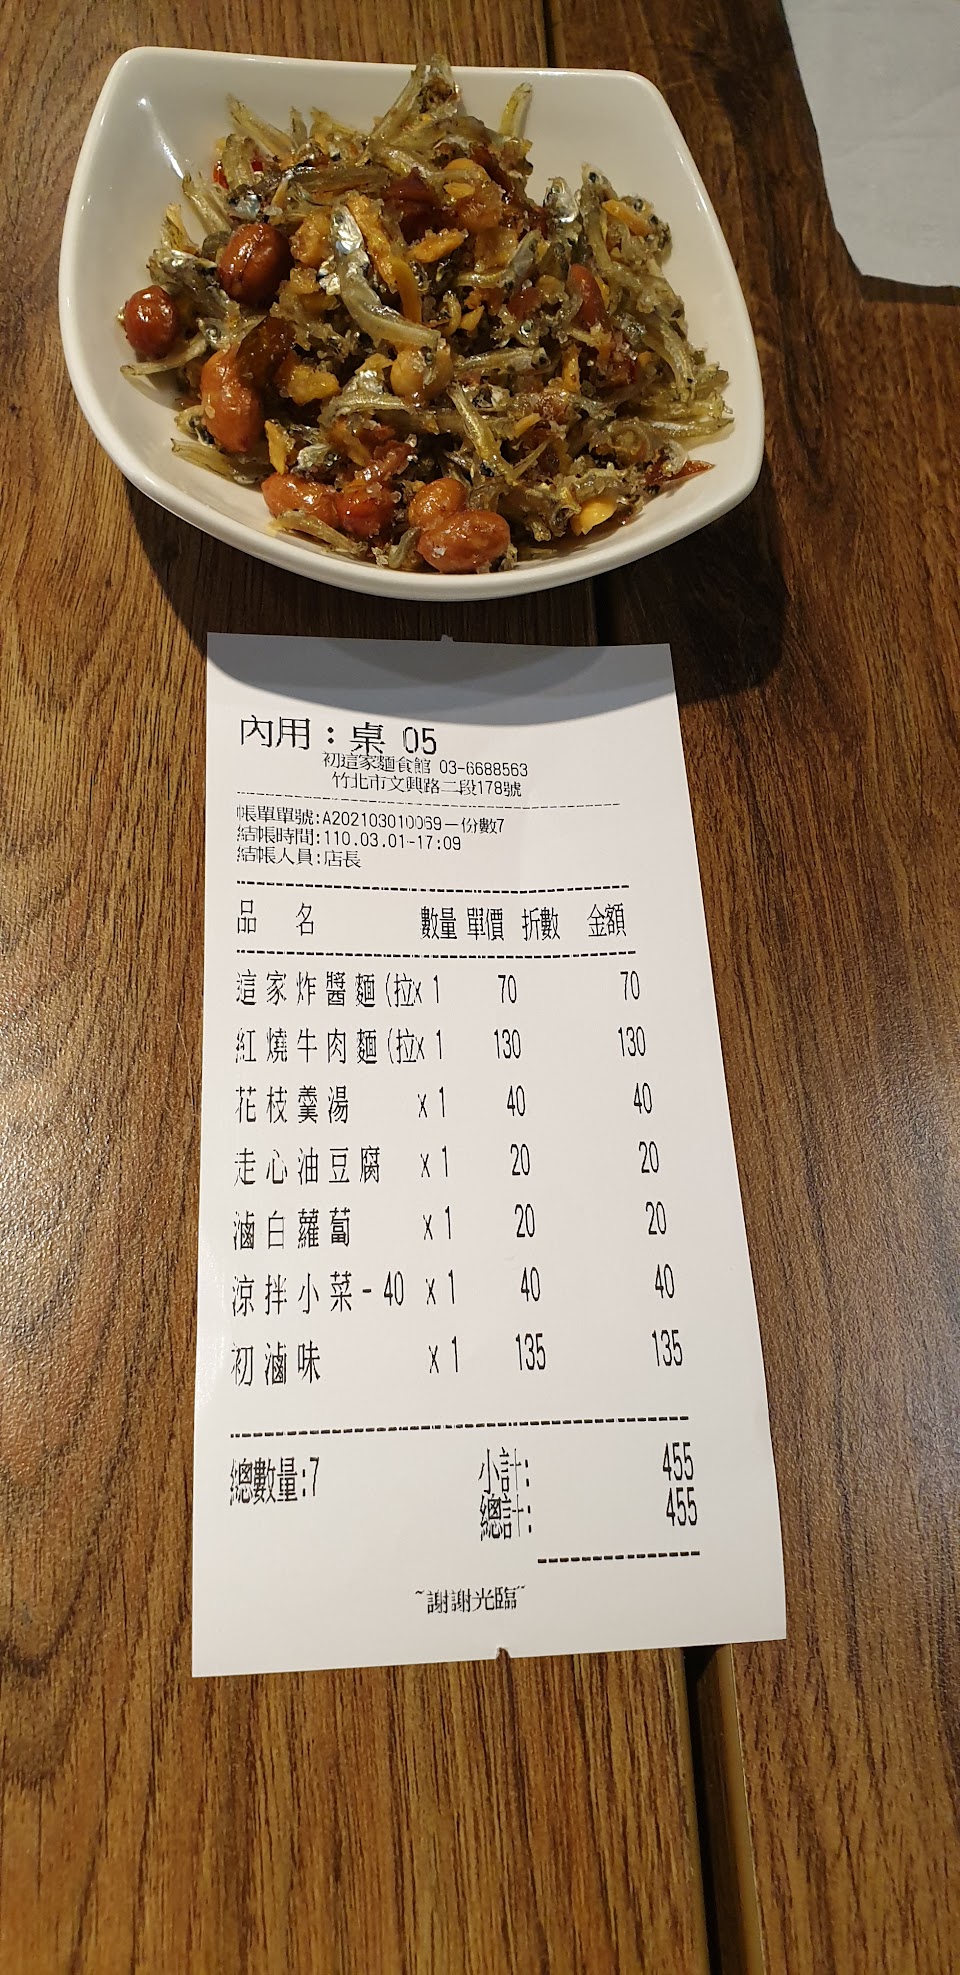 內用：桌 05
初這家麵食館 03-6688563
竹北市文興路二段178號
帳單單號:A202103010069－份數7
結帳時間:110.03.01-17:09
結帳人員:店長
品 名 數量 單價 折數 金額
這家炸醬麵(拉x 1 70 70
紅燒牛肉麵(拉x 1 130 130
花枝羹湯 x 1 40 40
走心油豆腐 x 1 20 20
滷白蘿蔔 x 1 20 20
涼拌小菜-40 x 1 40 40
初滷味 x 1 135 135
總數量:7 小計: 455
總計: 455
~謝謝光臨~